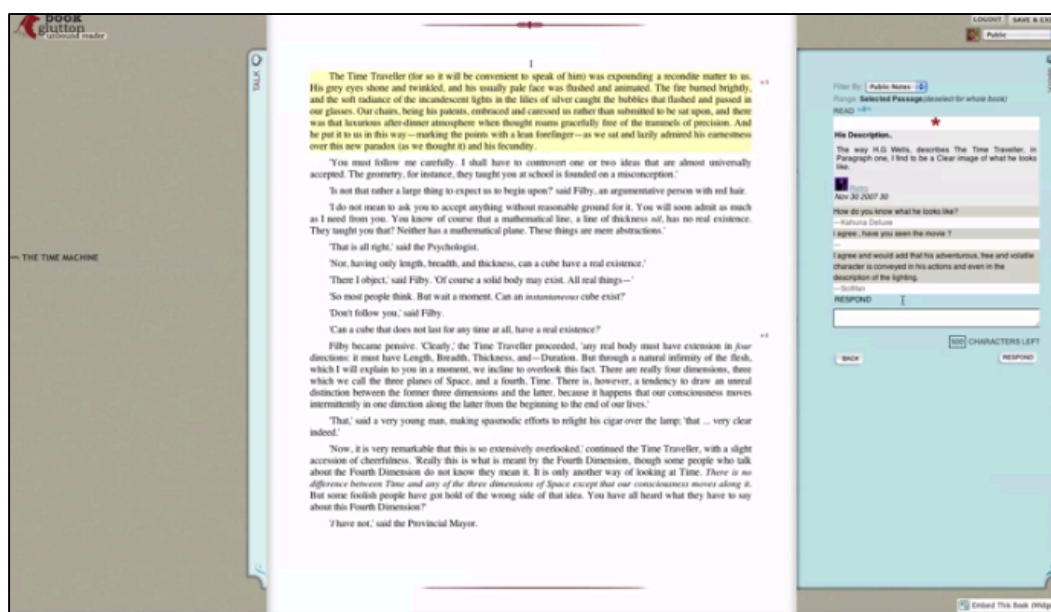 book
glutton
unbound reader
LOGOUT SAVE & EXI
Public
TALK
THE TIME MACHINE
The Time Traveller (for so it will be convenient to speak of him) was expounding a recondite matter to us.
His grey eyes shone and twinkled, and his usually pale face was flushed and animated. The fire burned brightly,
and the soft radiance of the incandescent lights in the lilies of silver caught the bubbles that flashed and passed in
our glasses. Our chairs, being his patents, embraced and caressed us rather than submitted to be sat upon, and there
was that luxurious after-dinner atmosphere when thought roams gracefully free of the trammels of precision. And
he put it to us in this way—marking the points with a lean forefinger—as we sat and lazily admired his earnestness
over this new paradox (as we thought it) and his fecundity.
'You must follow me carefully. I shall have to controvert one or two ideas that are almost universally
accepted. The geometry, for instance, they taught you at school is founded on a misconception.'
'Is not that rather a large thing to expect us to begin upon?' said Filby, an argumentative person with red hair.
'I do not mean to ask you to accept anything without reasonable ground for it. You will soon admit as much
as I need from you. You know of course that a mathematical line, a line of thickness nil, has no real existence.
They taught you that? Neither has a mathematical plane. These things are mere abstractions.'
'That is all right,' said the Psychologist.
'Nor, having only length, breadth, and thickness, can a cube have a real existence.'
'There I object,' said Filby. 'Of course a solid body may exist. All real things—'
'So most people think. But wait a moment. Can an instantaneous cube exist?'
'Don't follow you,' said Filby.
'Can a cube that does not last for any time at all, have a real existence?'
Filby became pensive. 'Clearly,' the Time Traveller proceeded, 'any real body must have extension in four
directions: it must have Length, Breadth, Thickness, and—Duration. But through a natural infirmity of the flesh,
which I will explain to you in a moment, we incline to overlook this fact. There are really four dimensions, three
which we call the three planes of Space, and a fourth, Time. There is, however, a tendency to draw an unreal
distinction between the former three dimensions and the latter, because it happens that our consciousness moves
intermittently in one direction along the latter from the beginning to the end of our lives.'
'That,' said a very young man, making spasmodic efforts to relight his cigar over the lamp; 'that ... very clear
indeed.'
'Now, it is very remarkable that this is so extensively overlooked,' continued the Time Traveller, with a slight
accession of cheerfulness. 'Really this is what is meant by the Fourth Dimension, though some people who talk
about the Fourth Dimension do not know they mean it. It is only another way of looking at Time. There is no
difference between Time and any of the three dimensions of Space except that our consciousness moves along it.
But some foolish people have got hold of the wrong side of that idea. You have all heard what they have to say
about this Fourth Dimension?'
'I have not,' said the Provincial Mayor.
Filter By: Public Notes
Range: Selected Passage(deselect for whole book)
READ
His Description..
The way H.G Wells, describes The Time Traveller, in
Paragraph one, I find to be a Clear image of what he looks
like.
Nov 30 2007 30
How do you know what he looks like?
—Kahuna Deluxe
I agree.. have you seen the movie ?
—
I agree and would add that his adventurous, free and volatile
character is conveyed in his actions and even in the
description of the lighting.
—Scififan
RESPOND
500 CHARACTERS LEFT
BACK
RESPOND
Embed This Book (Widg